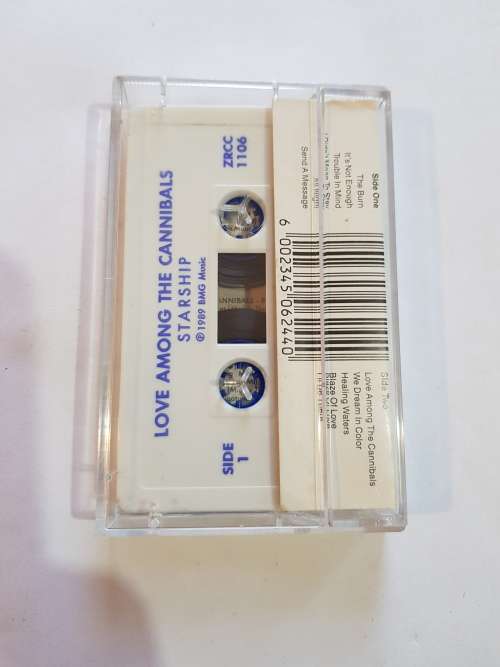 LOVE AMONG THE CANNIBALS
STARSHIP
℗ 1989 BMG Music
ZRCC
1106
SIDE
1
Side One
The Burn
It's Not Enough
Trouble In Mind
Send A Message
6 002345 062440
Side Two
Love Among The Cannibals
We Dream In Color
Healing Waters
Blaze Of Love